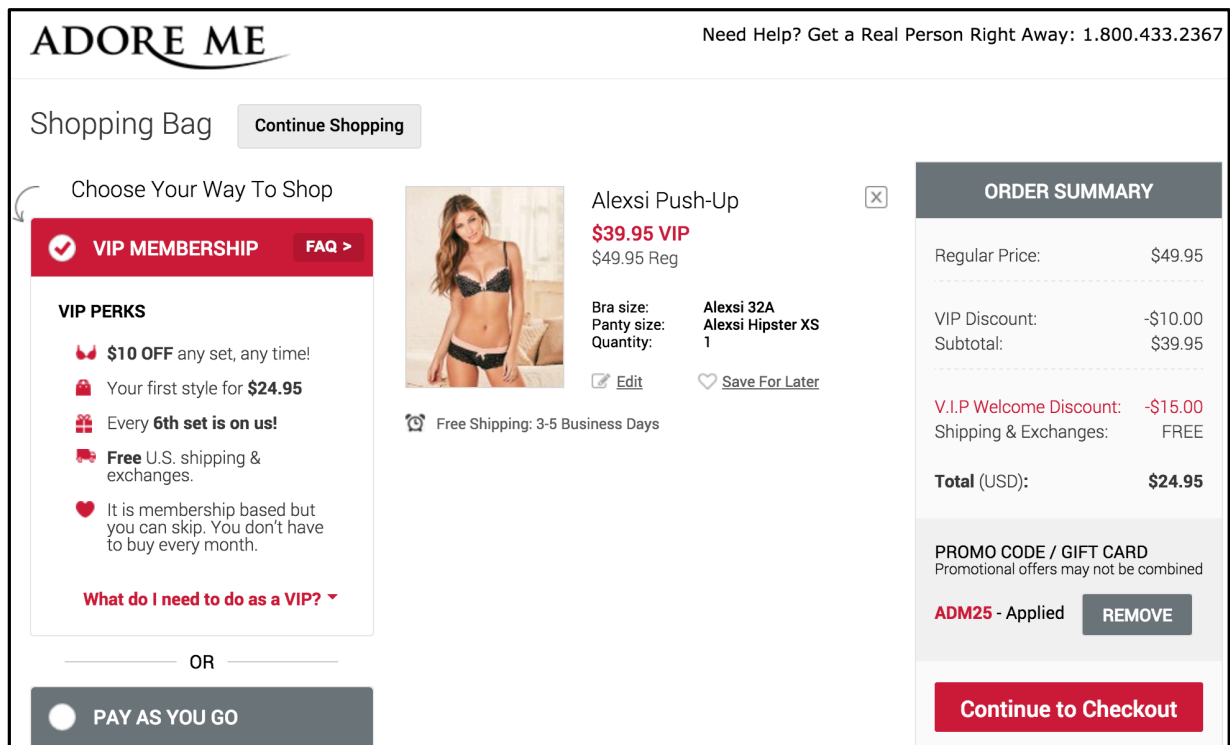 ADORE ME
Need Help? Get a Real Person Right Away: 1.800.433.2367
Shopping Bag
Continue Shopping
Choose Your Way To Shop
VIP MEMBERSHIP
FAQ >
VIP PERKS
$10 OFF any set, any time!
Your first style for $24.95
Every 6th set is on us!
Free U.S. shipping &
exchanges.
It is membership based but
you can skip. You don't have
to buy every month.
What do I need to do as a VIP?
OR
PAY AS YOU GO
Alexsi Push-Up
$39.95 VIP
$49.95 Reg
Bra size: Alexsi 32A
Panty size: Alexsi Hipster XS
Quantity: 1
Edit
Save For Later
Free Shipping: 3-5 Business Days
ORDER SUMMARY
Regular Price: $49.95
VIP Discount: -$10.00
Subtotal: $39.95
V.I.P Welcome Discount: -$15.00
Shipping & Exchanges: FREE
Total (USD): $24.95
PROMO CODE / GIFT CARD
Promotional offers may not be combined
ADM25 - Applied
REMOVE
Continue to Checkout